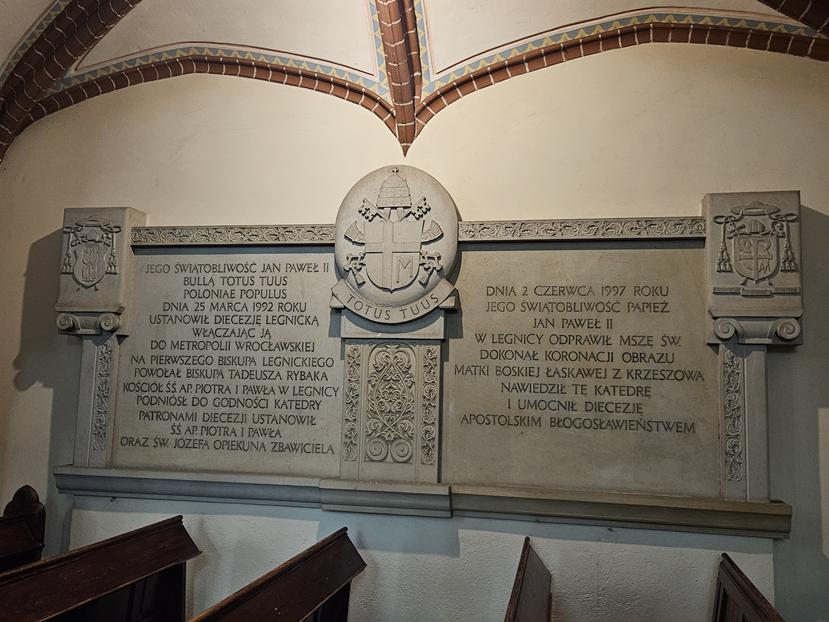 JEGO ŚWIĄTOBLIWOŚĆ JAN PAWEŁ II
BULLĄ TOTUS TUUS
POLONIAE POPULUS
DNIA 25 MARCA 1992 ROKU
USTANOWIŁ DIECEZJĘ LEGNICKĄ
WŁĄCZAJĄC JĄ
DO METROPOLII WROCŁAWSKIEJ
NA PIERWSZEGO BISKUPA LEGNICKIEGO
POWOŁAŁ BISKUPA TADEUSZA RYBAKA
KOŚCIÓŁ ŚŚ. AP. PIOTRA I PAWŁA W LEGNICY
PODNIÓSŁ DO GODNOŚCI KATEDRY
PATRONAMI DIECEZJI USTANOWIŁ
ŚŚ. AP. PIOTRA I PAWŁA
ORAZ ŚW. JÓZEFA OPIEKUNA ZBAWICIELA
M
TOTUS TUUS
DNIA 2 CZERWCA 1997 ROKU
JEGO ŚWIĄTOBLIWOŚĆ PAPIEŻ
JAN PAWEŁ II
W LEGNICY ODPRAWIŁ MSZĘ ŚW.
DOKONAŁ KORONACJI OBRAZU
MATKI BOSKIEJ ŁASKAWEJ Z KRZESZOWA
NAWIEDZIŁ TĘ KATEDRĘ
I UMOCNIŁ DIECEZJĘ
APOSTOLSKIM BŁOGOSŁAWIEŃSTWEM